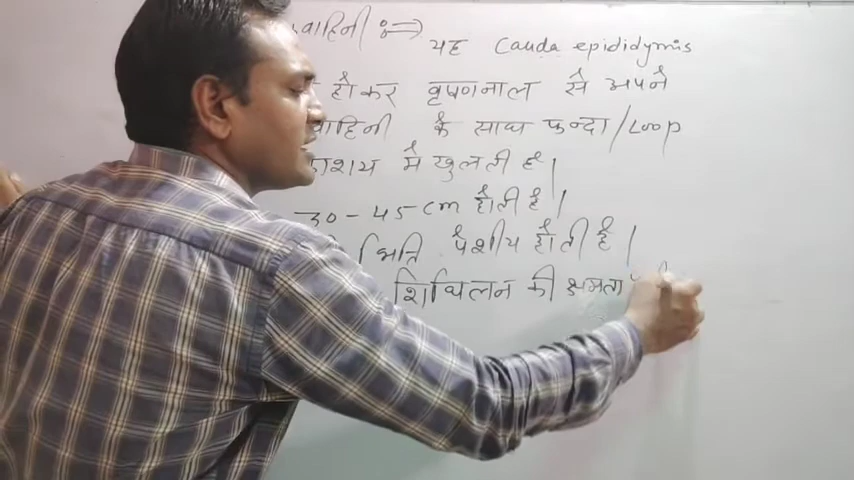 वाहिनी :⇒ यह Cauda epididymis
होकर वृषणनाल से अपने
वाहिनी के साथ फन्दा/Loop
ाशय में खुलती है|
30-45 cm होती है|
भित्ति पेशीय होती है|
शिथिलन की क्षमता